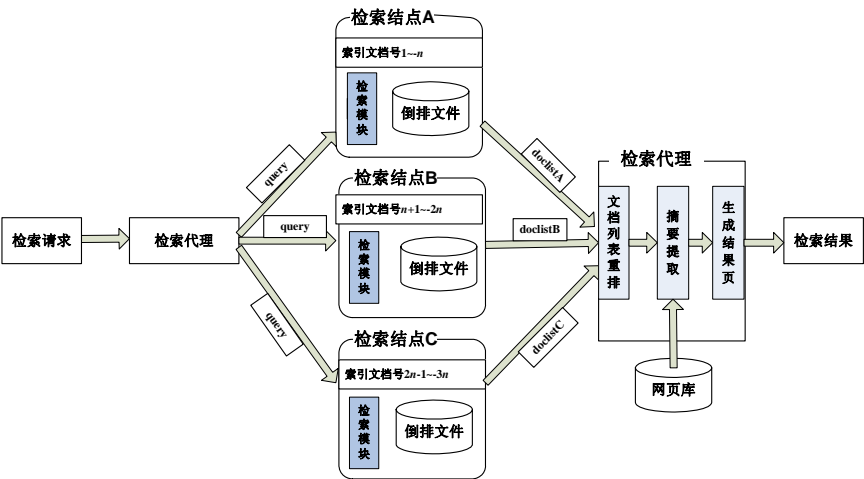 检索结点A
索引文档号1~-n
检索模块
倒排文件
query
doclistA
检索结点B
索引文档号n+1~-2n
检索模块
倒排文件
query
doclistB
检索请求
检索代理
检索代理
文档列表重排
摘要提取
生成结果页
检索结果
query
doclistC
检索结点C
索引文档号2n-1~-3n
检索模块
倒排文件
网页库